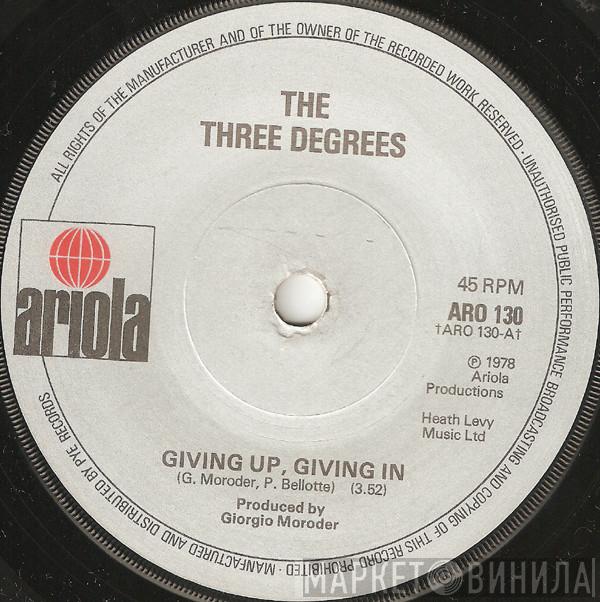 ALL RIGHTS OF THE MANUFACTURER AND OF THE OWNER OF THE RECORDED WORK RESERVED · UNAUTHORISED PUBLIC PERFORMANCE BROADCASTING AND COPYING OF THIS RECORD PROHIBITED · MANUFACTURED AND DISTRIBUTED BY PYE RECORDS
THE
THREE DEGREES
ariola
45 RPM
ARO 130
†ARO 130-A†
℗ 1978
Ariola
Productions
Heath Levy
Music Ltd
GIVING UP, GIVING IN
(G. Moroder, P. Bellotte) (3.52)
Produced by
Giorgio Moroder
МАРКЕТ ВИНИЛА